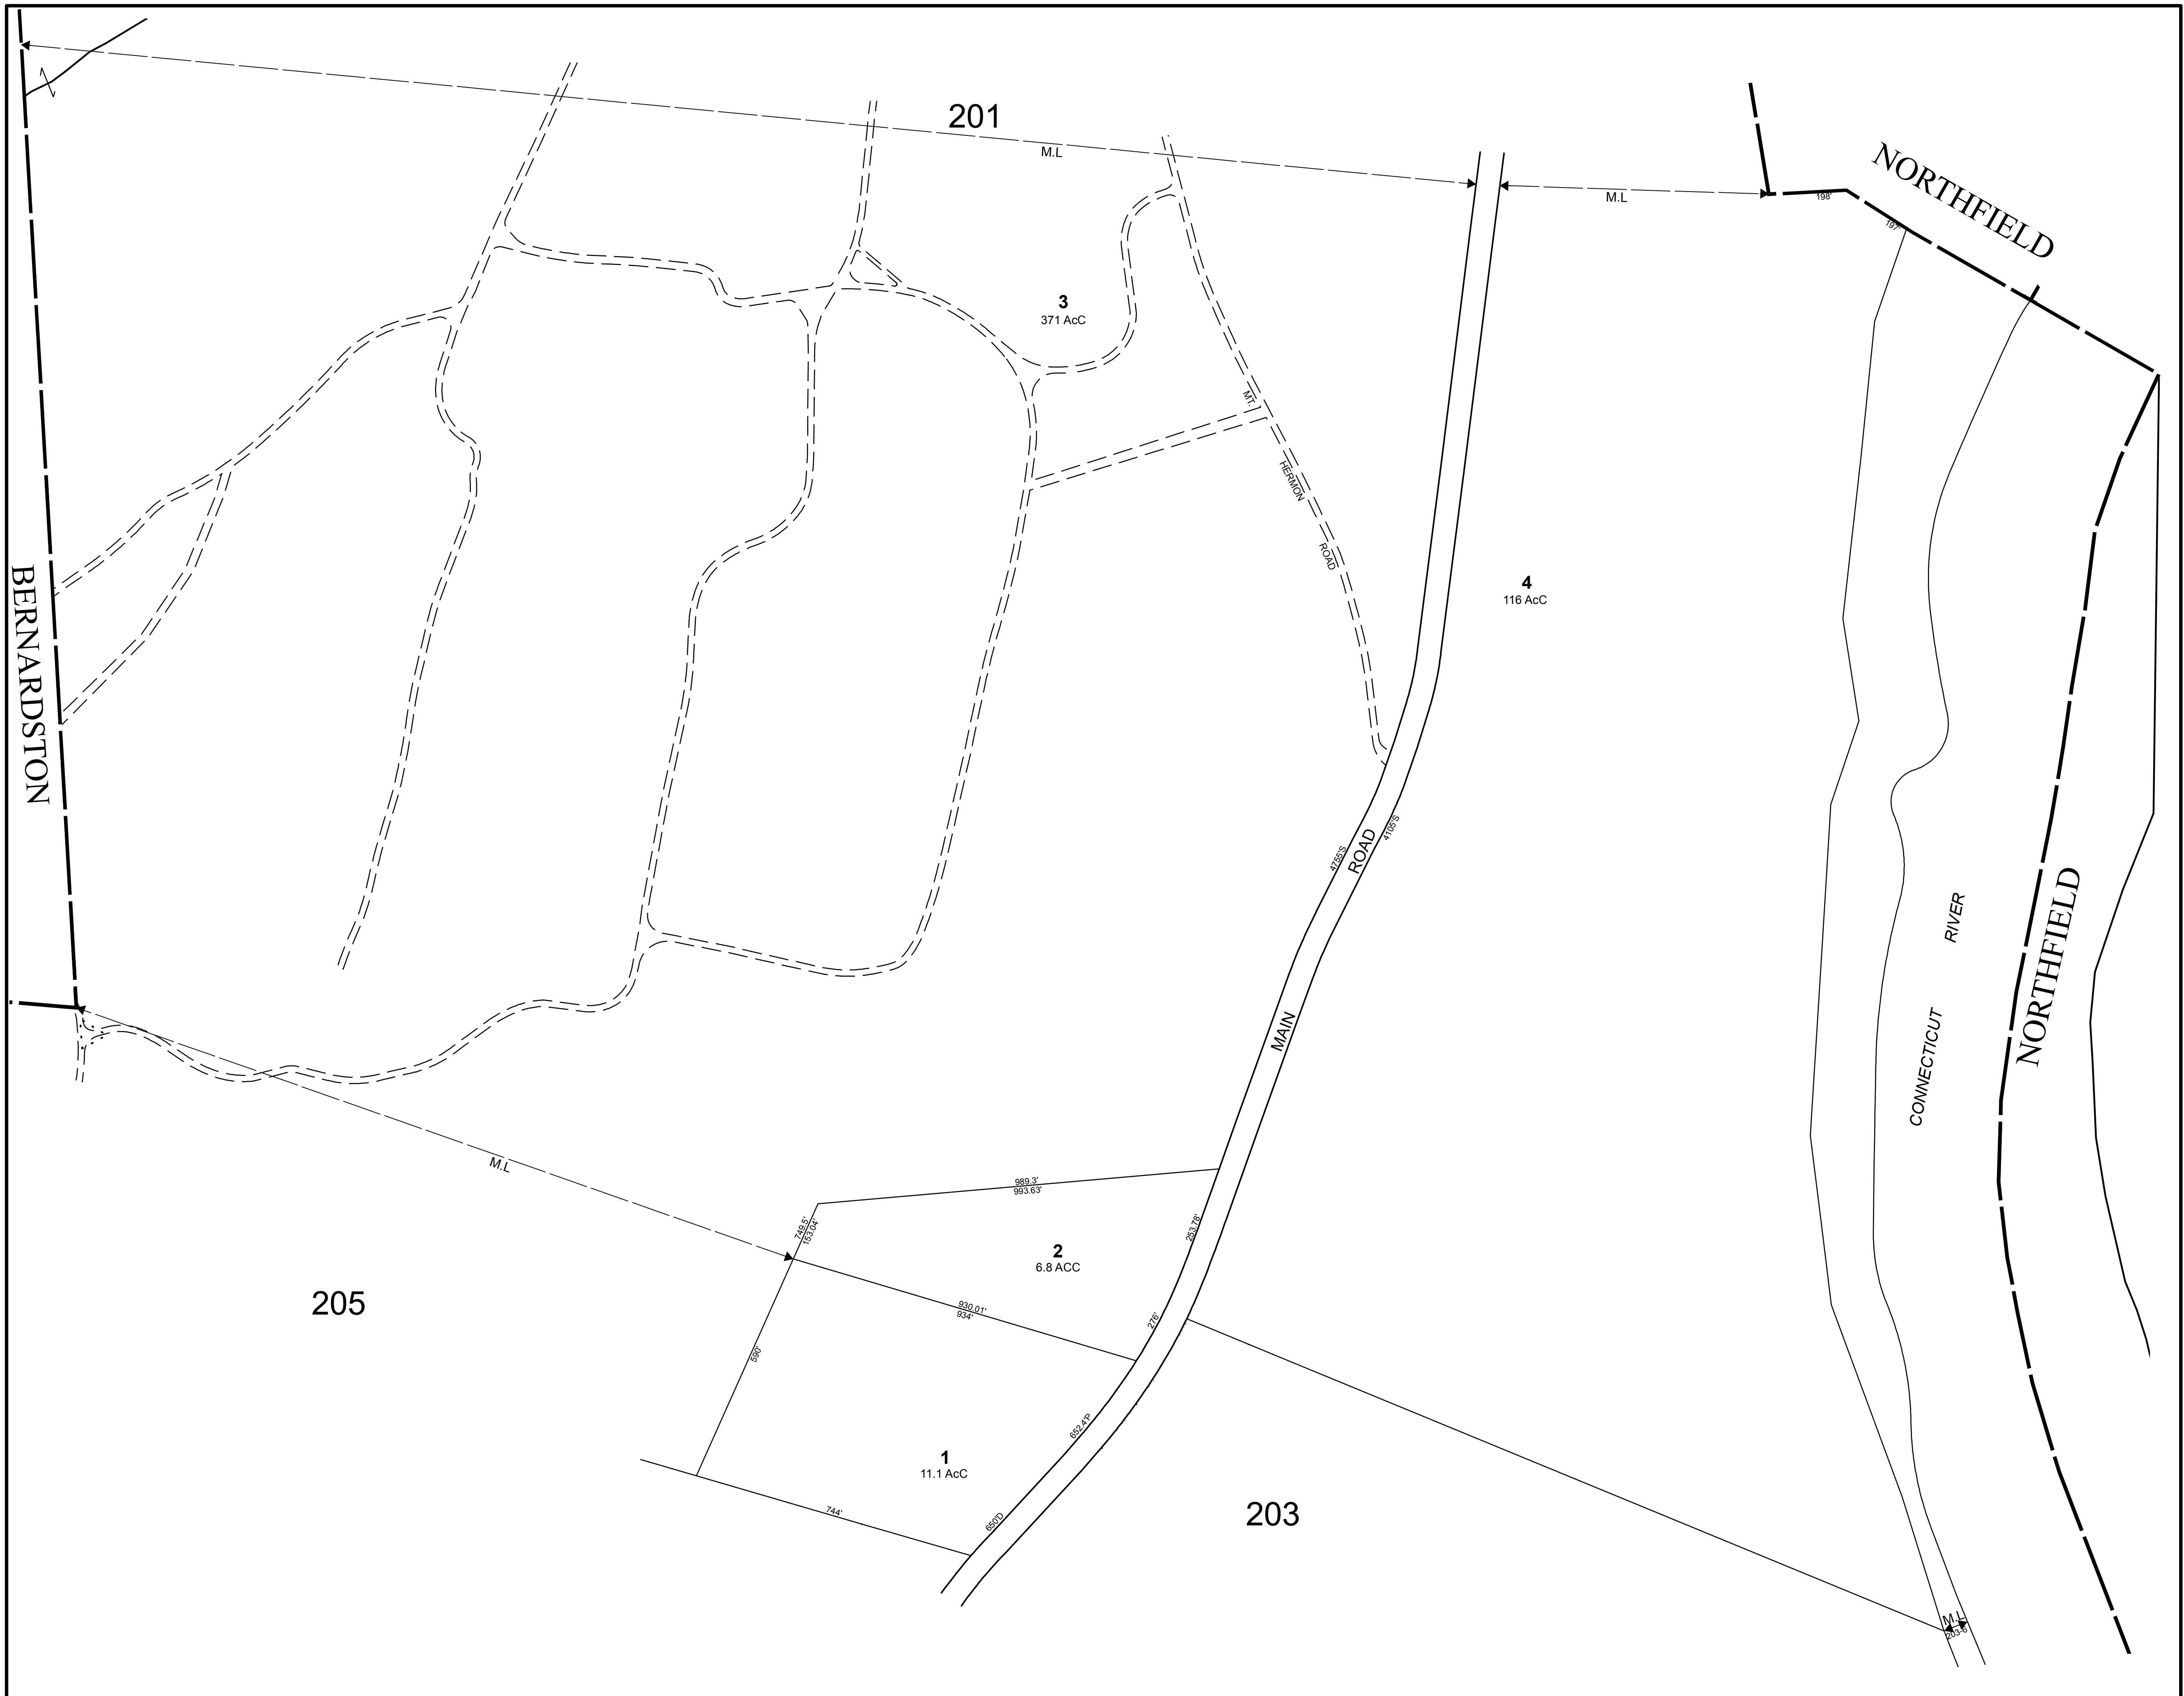 201
M.L
NORTHFIELD
M.L
198'
197'
3
371 AcC
MT.
HERMON
ROAD
4
116 AcC
BERNARDSTON
4755'S
ROAD
4105'S
RIVER
NORTHFIELD
MAIN
CONNECTICUT
M.L
989.3'
993.63'
749.5'
153.04'
253.78'
2
6.8 ACC
205
930.01'
934'
276'
590'
652.4'P
1
11.1 AcC
744'
650'D
203
M.L
203-6